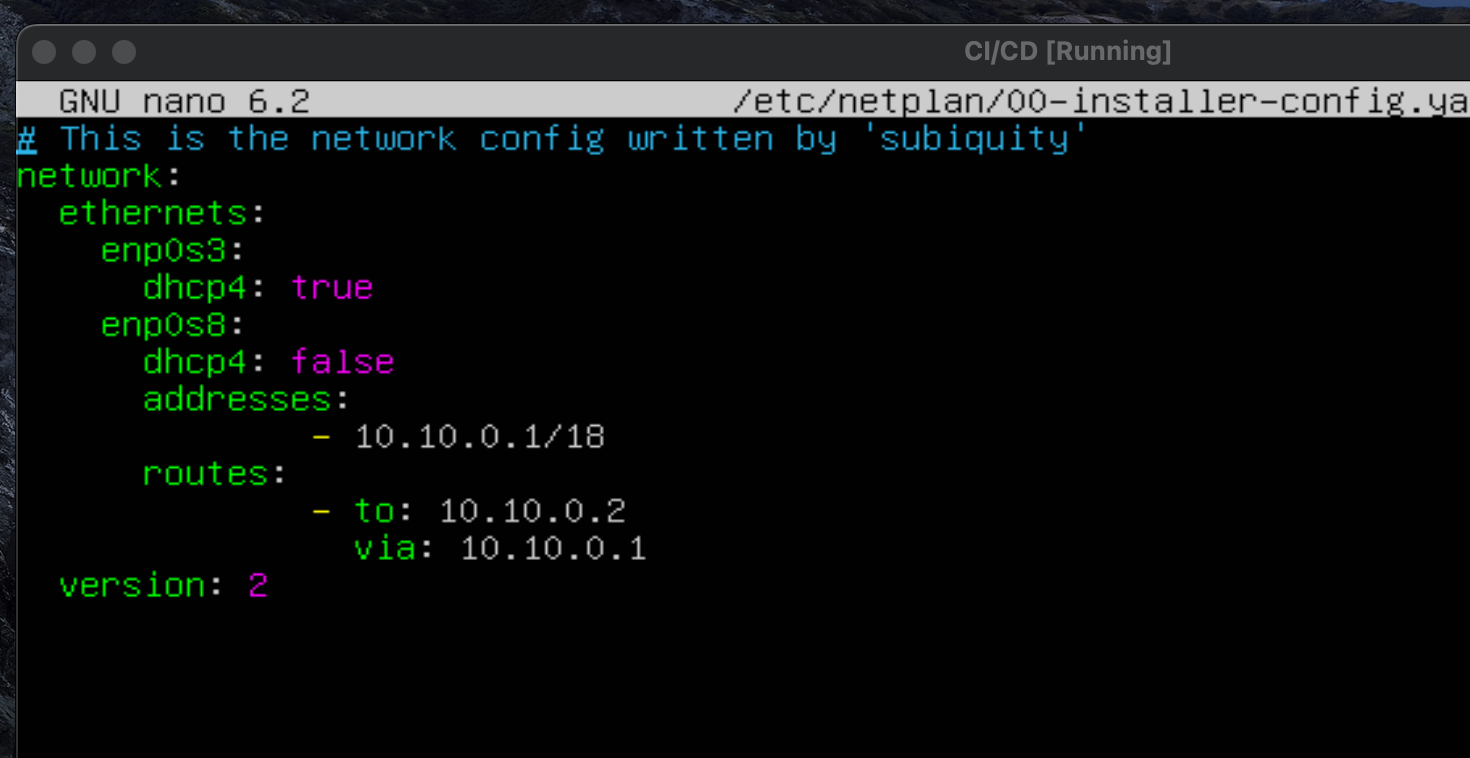 CI/CD [Running]
GNU nano 6.2 /etc/netplan/00-installer-config.ya
# This is the network config written by 'subiquity'
network:
  ethernets:
    enp0s3:
      dhcp4: true
    enp0s8:
      dhcp4: false
      addresses:
              - 10.10.0.1/18
      routes:
              - to: 10.10.0.2
                via: 10.10.0.1
  version: 2